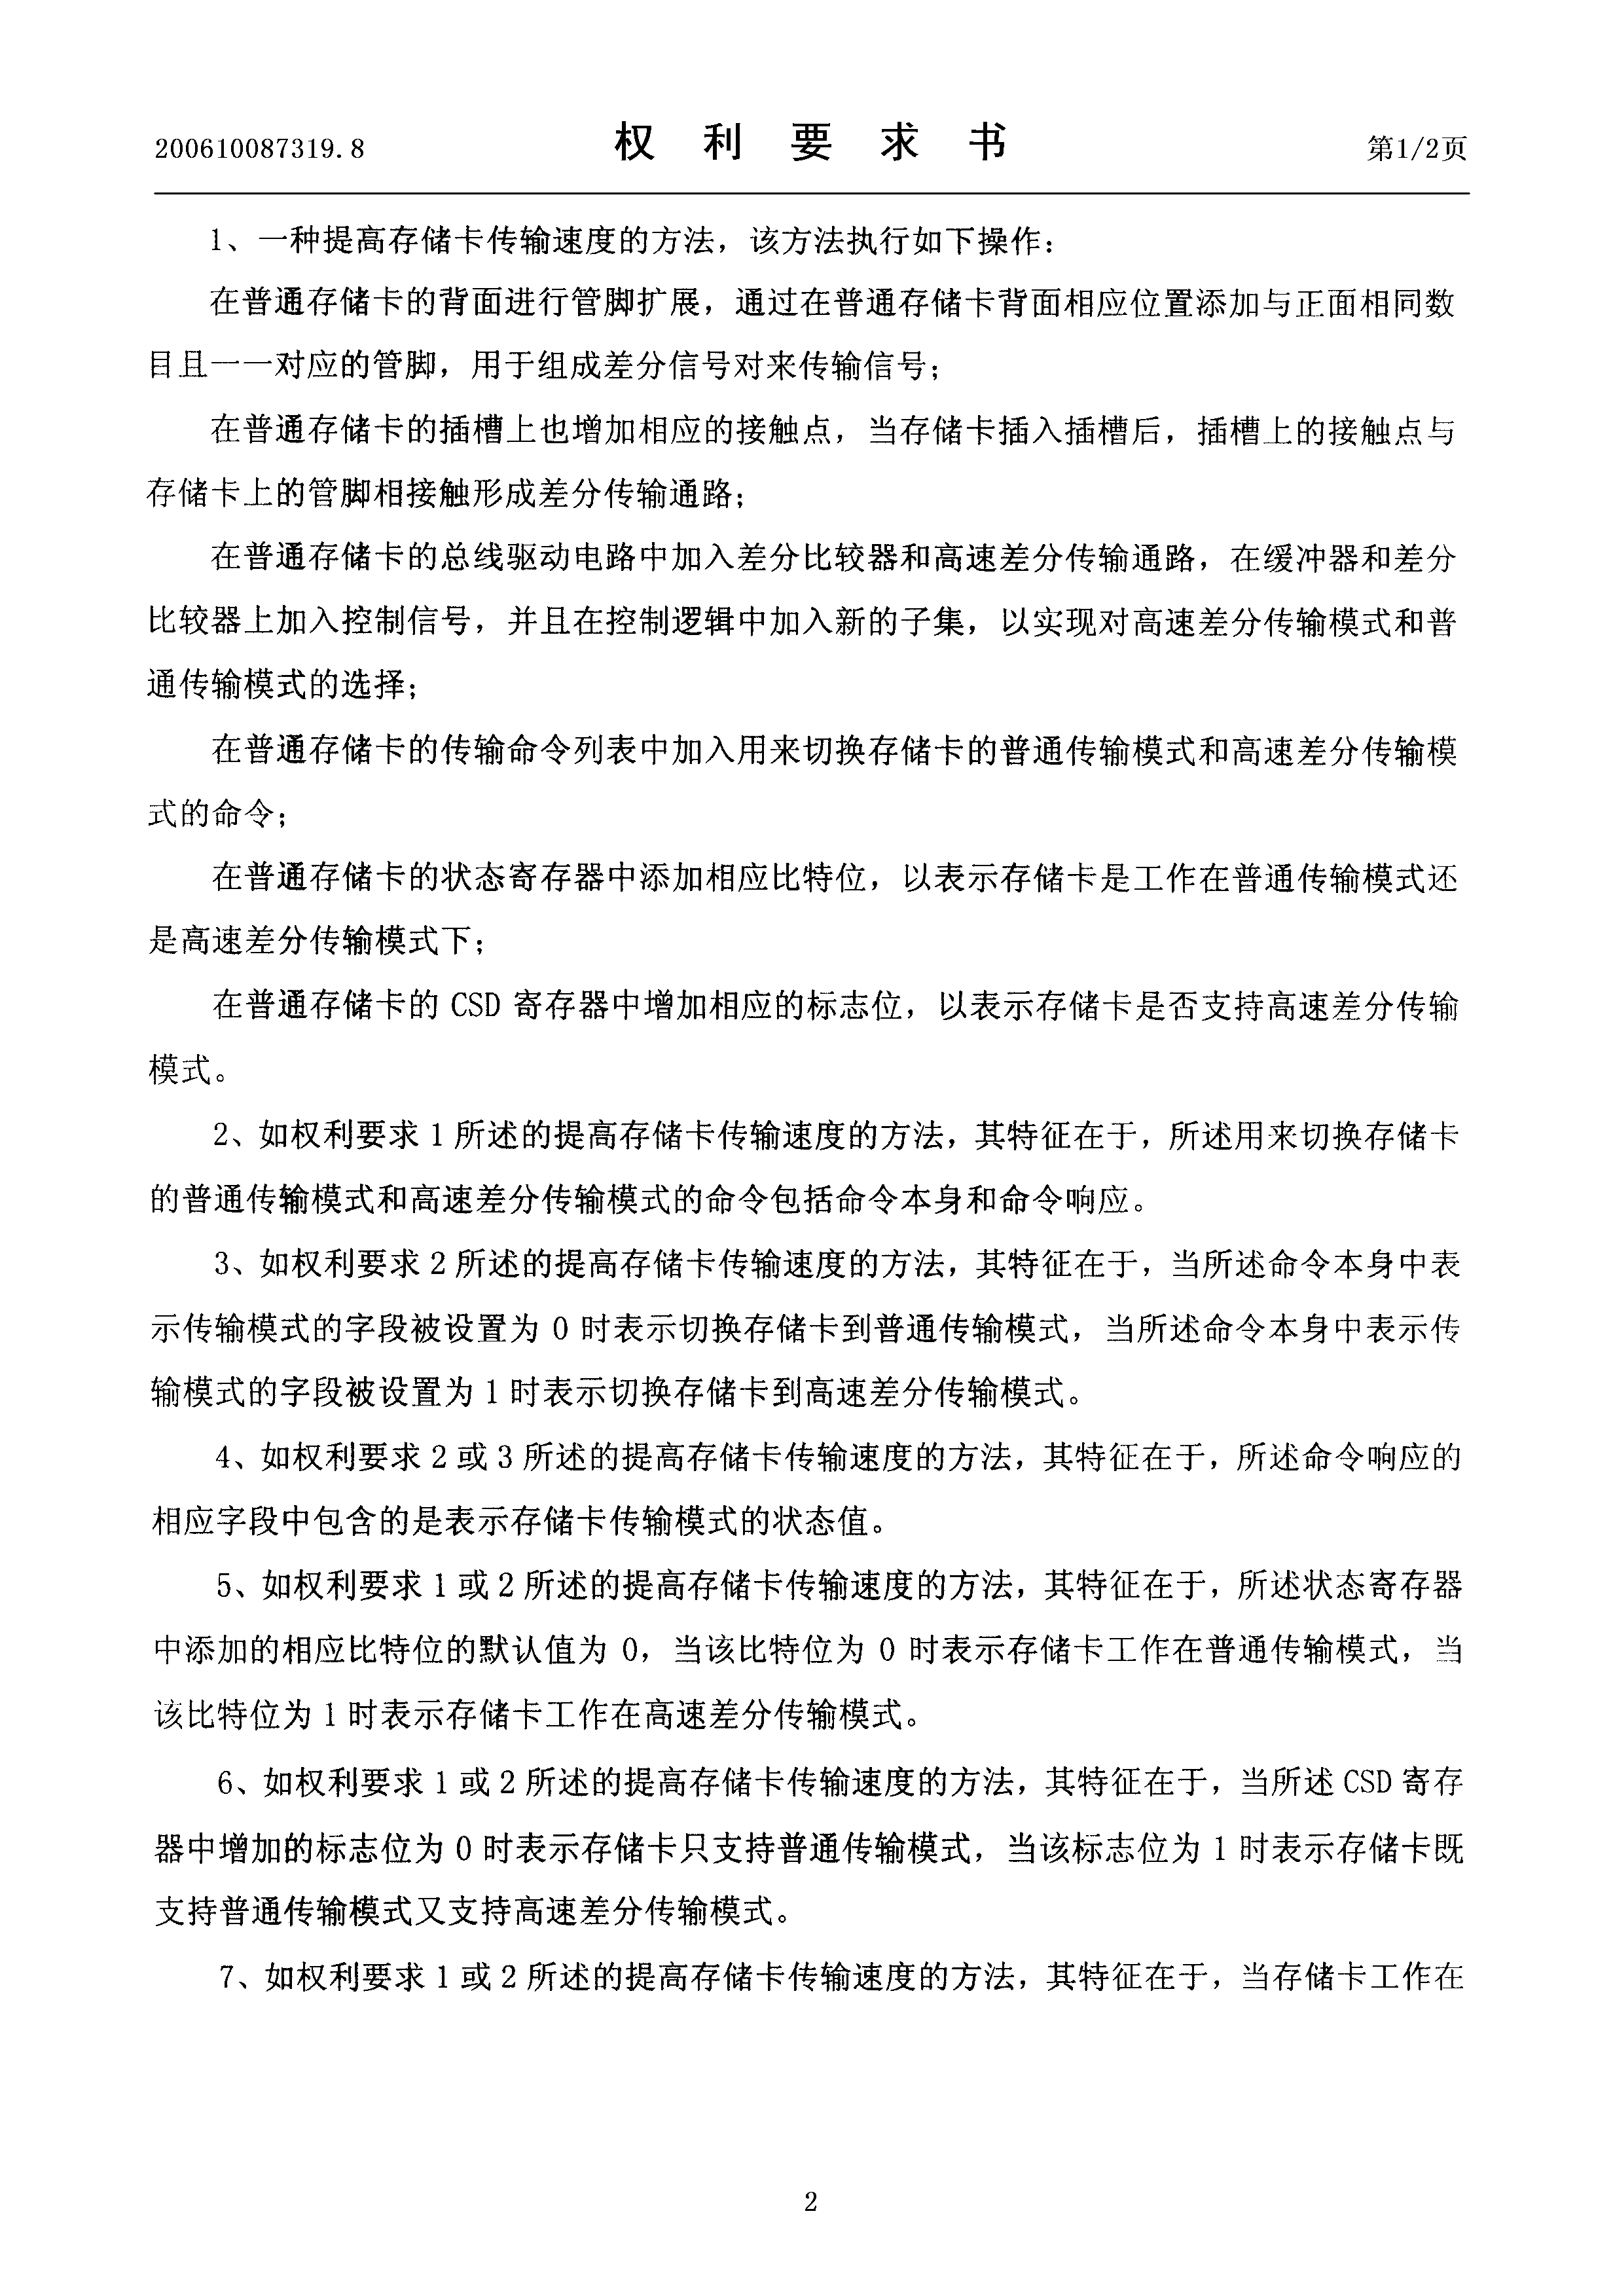 200610087319.8
权 利 要 求 书
第1/2页
1、一种提高存储卡传输速度的方法，该方法执行如下操作：
在普通存储卡的背面进行管脚扩展，通过在普通存储卡背面相应位置添加与正面相同数
目且一一对应的管脚，用于组成差分信号对来传输信号；
在普通存储卡的插槽上也增加相应的接触点，当存储卡插入插槽后，插槽上的接触点与
存储卡上的管脚相接触形成差分传输通路；
在普通存储卡的总线驱动电路中加入差分比较器和高速差分传输通路，在缓冲器和差分
比较器上加入控制信号，并且在控制逻辑中加入新的子集，以实现对高速差分传输模式和普
通传输模式的选择；
在普通存储卡的传输命令列表中加入用来切换存储卡的普通传输模式和高速差分传输模
式的命令；
在普通存储卡的状态寄存器中添加相应比特位，以表示存储卡是工作在普通传输模式还
是高速差分传输模式下；
在普通存储卡的 CSD 寄存器中增加相应的标志位，以表示存储卡是否支持高速差分传输
模式。
2、如权利要求 1 所述的提高存储卡传输速度的方法，其特征在于，所述用来切换存储卡
的普通传输模式和高速差分传输模式的命令包括命令本身和命令响应。
3、如权利要求 2 所述的提高存储卡传输速度的方法，其特征在于，当所述命令本身中表
示传输模式的字段被设置为 0 时表示切换存储卡到普通传输模式，当所述命令本身中表示传
输模式的字段被设置为 1 时表示切换存储卡到高速差分传输模式。
4、如权利要求 2 或 3 所述的提高存储卡传输速度的方法，其特征在于，所述命令响应的
相应字段中包含的是表示存储卡传输模式的状态值。
5、如权利要求 1 或 2 所述的提高存储卡传输速度的方法，其特征在于，所述状态寄存器
中添加的相应比特位的默认值为 0，当该比特位为 0 时表示存储卡工作在普通传输模式，当
该比特位为 1 时表示存储卡工作在高速差分传输模式。
6、如权利要求 1 或 2 所述的提高存储卡传输速度的方法，其特征在于，当所述 CSD 寄存
器中增加的标志位为 0 时表示存储卡只支持普通传输模式，当该标志位为 1 时表示存储卡既
支持普通传输模式又支持高速差分传输模式。
7、如权利要求 1 或 2 所述的提高存储卡传输速度的方法，其特征在于，当存储卡工作在
2